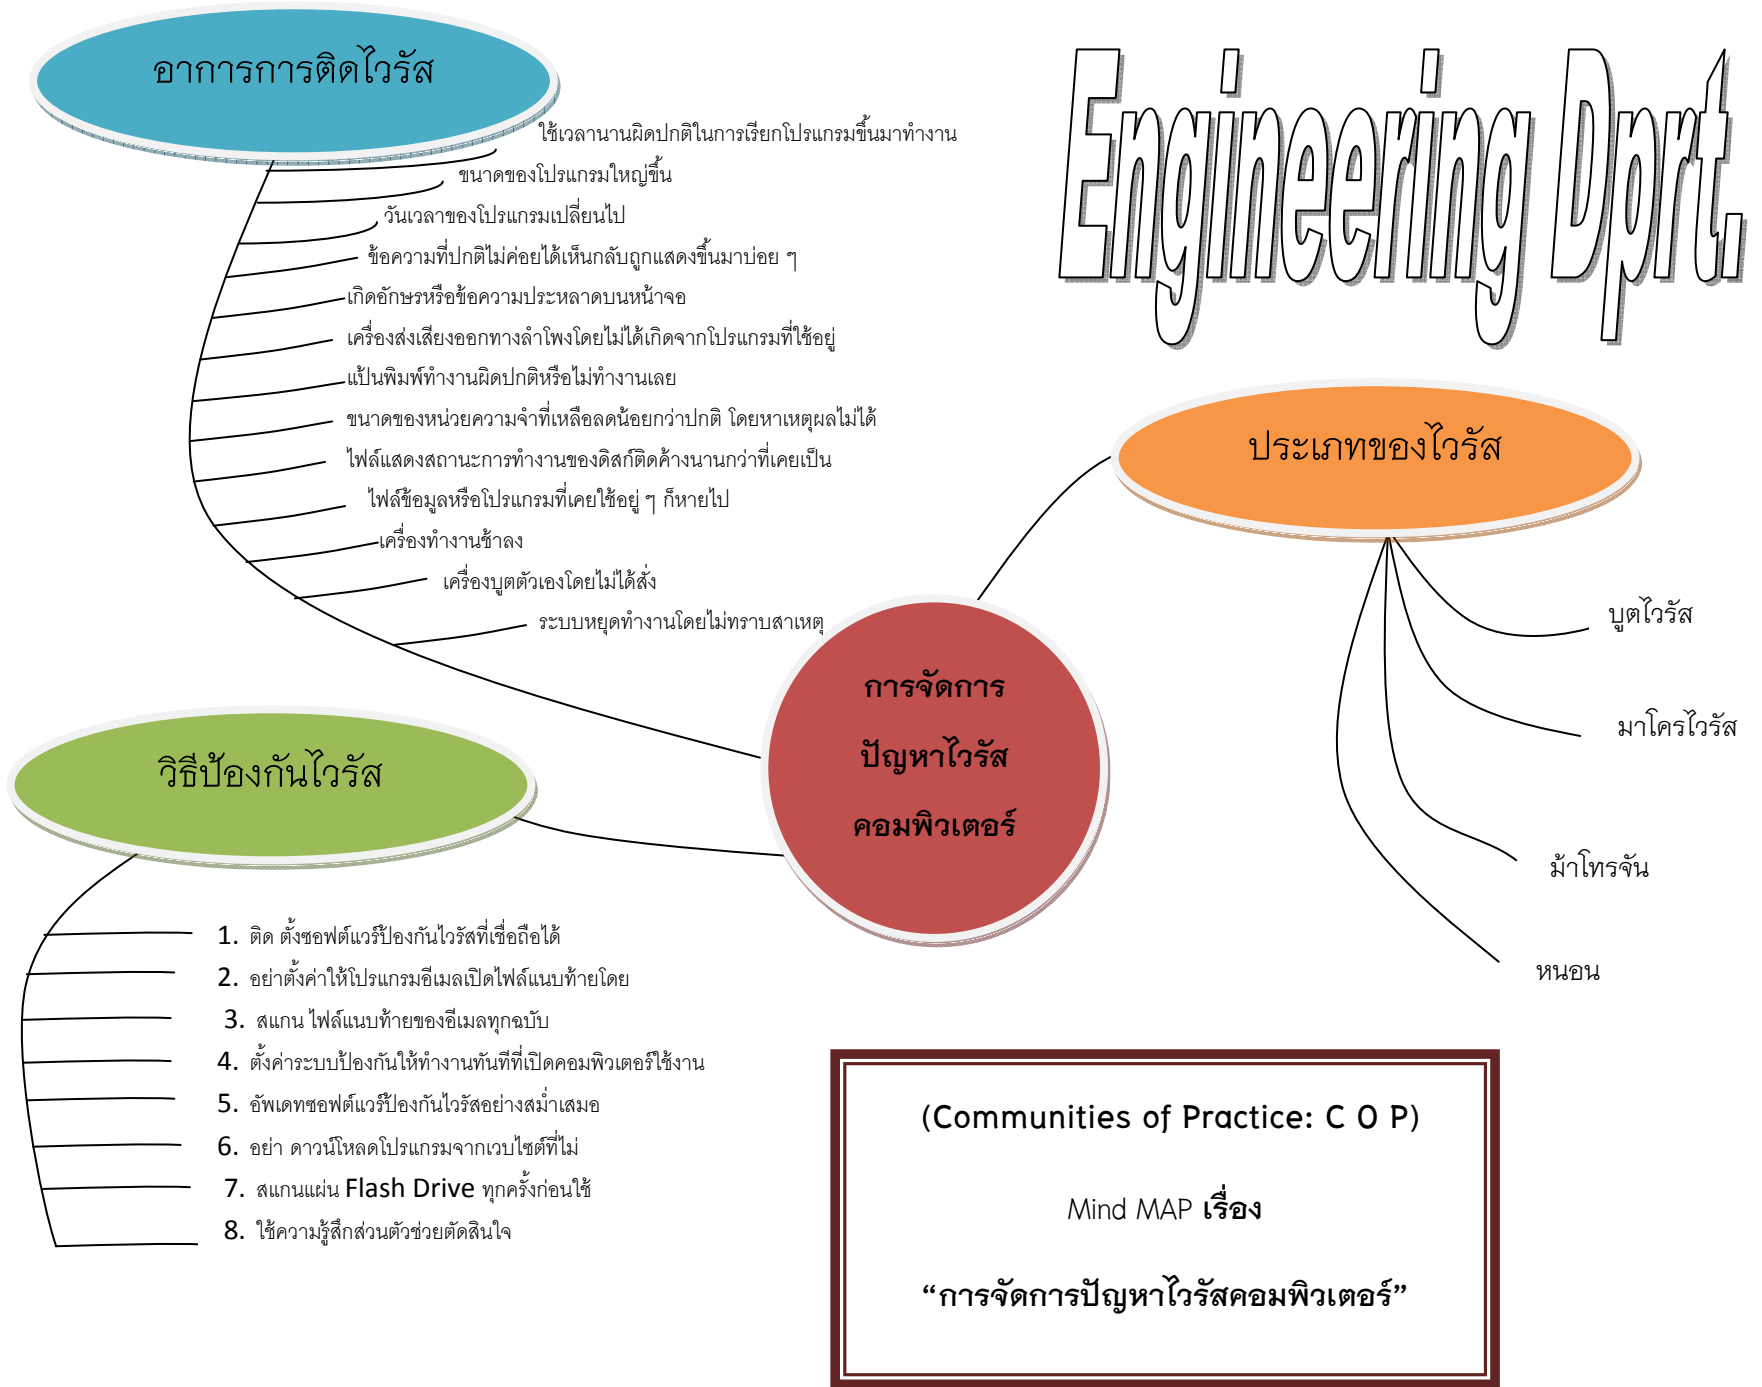 อาการการติดไวรัส
Engineering Dprt.
ใช้เวลานานผิดปกติในการเรียกโปรแกรมขึ้นมาทำงาน
ขนาดของโปรแกรมใหญ่ขึ้น
วันเวลาของโปรแกรมเปลี่ยนไป
ข้อความที่ปกติไม่ค่อยได้เห็นกลับถูกแสดงขึ้นมาบ่อย ๆ
เกิดอักษรหรือข้อความประหลาดบนหน้าจอ
เครื่องส่งเสียงออกทางลำโพงโดยไม่ได้เกิดจากโปรแกรมที่ใช้อยู่
แป้นพิมพ์ทำงานผิดปกติหรือไม่ทำงานเลย
ขนาดของหน่วยความจำที่เหลือลดน้อยกว่าปกติ โดยหาเหตุผลไม่ได้
ไฟล์แสดงสถานะการทำงานของดิสก์ติดค้างนานกว่าที่เคยเป็น
ไฟล์ข้อมูลหรือโปรแกรมที่เคยใช้อยู่ ๆ ก็หายไป
เครื่องทำงานช้าลง
เครื่องบูตตัวเองโดยไม่ได้สั่ง
ระบบหยุดทำงานโดยไม่ทราบสาเหตุ
ประเภทของไวรัส
บูตไวรัส
มาโครไวรัส
ม้าโทรจัน
หนอน
การจัดการ
ปัญหาไวรัส
คอมพิวเตอร์
วิธีป้องกันไวรัส
1. ติด ตั้งซอฟต์แวร์ป้องกันไวรัสที่เชื่อถือได้
2. อย่าตั้งค่าให้โปรแกรมอีเมลเปิดไฟล์แนบท้ายโดย
3. สแกน ไฟล์แนบท้ายของอีเมลทุกฉบับ
4. ตั้งค่าระบบป้องกันให้ทำงานทันทีที่เปิดคอมพิวเตอร์ใช้งาน
5. อัพเดทซอฟต์แวร์ป้องกันไวรัสอย่างสม่ำเสมอ
6. อย่า ดาวน์โหลดโปรแกรมจากเวบไซต์ที่ไม่
7. สแกนแผ่น Flash Drive ทุกครั้งก่อนใช้
8. ใช้ความรู้สึกส่วนตัวช่วยตัดสินใจ
(Communities of Practice: C O P)
Mind MAP เรื่อง
“การจัดการปัญหาไวรัสคอมพิวเตอร์”